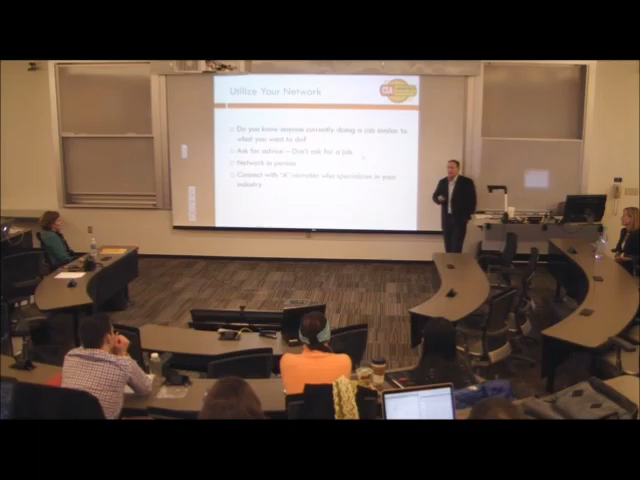 Utilize Your Network
CSA
Do you know anyone currently doing a job similar to
what you want to do?
Ask for advice – Don't ask for a job.
Network in person
Connect with "A" recruiter who specializes in your
industry